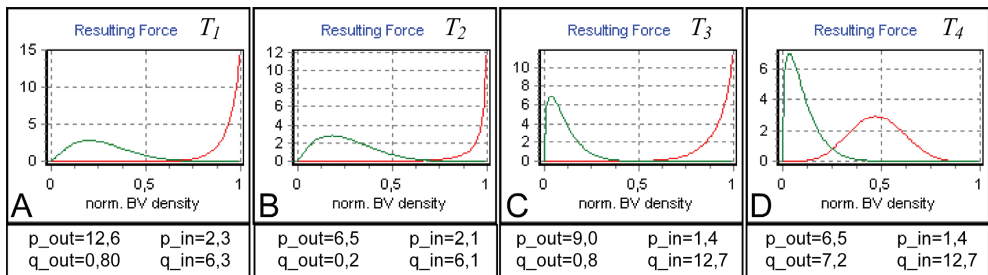 Resulting Force T1
15
10
5
0
0 0,5 1
norm. BV density
A
p_out=12,6 p_in=2,3
q_out=0,80 q_in=6,3
Resulting Force T2
12
10
8
6
4
2
0
0 0,5 1
norm. BV density
B
p_out=6,5 p_in=2,1
q_out=0,2 q_in=6,1
Resulting Force T3
10
8
6
4
2
0
0 0,5 1
norm. BV density
C
p_out=9,0 p_in=1,4
q_out=0,8 q_in=12,7
Resulting Force T4
6
4
2
0
0 0,5 1
norm. BV density
D
p_out=6,5 p_in=1,4
q_out=7,2 q_in=12,7